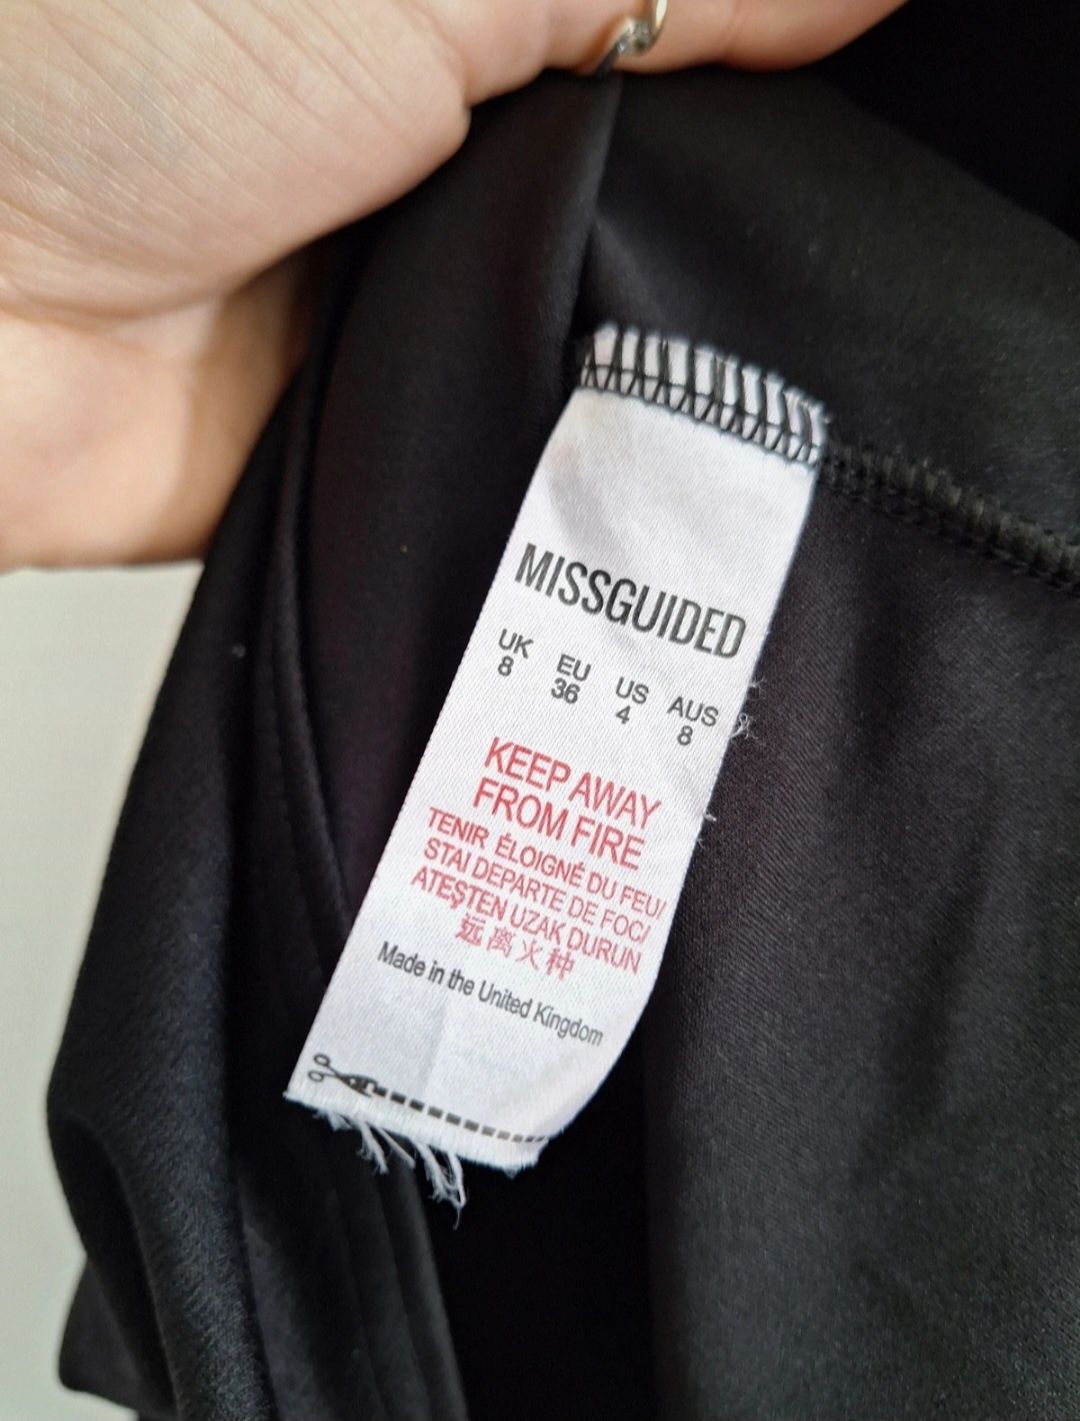 MISSGUIDED
UK EU US AUS
8 36 4 8
KEEP AWAY
FROM FIRE
TENIR ÉLOIGNÉ DU FEU/
STAI DEPARTE DE FOC/
ATEŞTEN UZAK DURUN
远离火种
Made in the United Kingdom